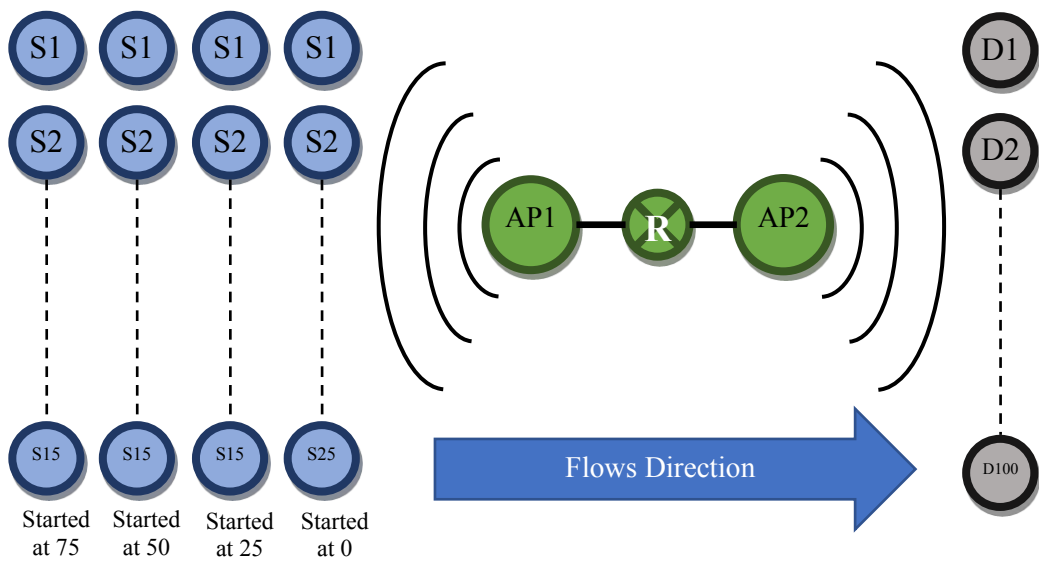 S1 S1 S1 S1
D1
S2 S2 S2 S2
D2
AP1 R AP2
S15 S15 S15 S25
Flows Direction
D100
Started
at 75
Started
at 50
Started
at 25
Started
at 0